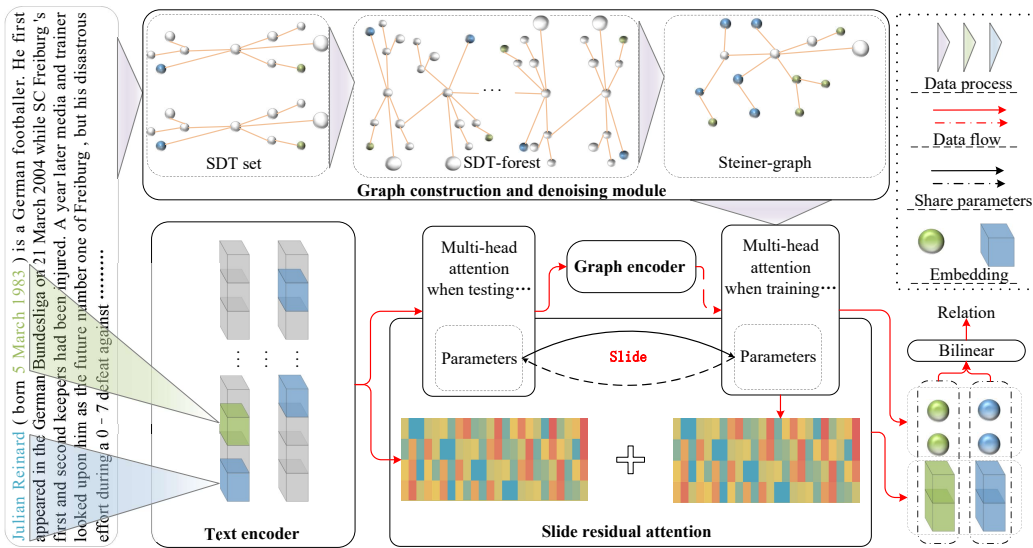 Julian Reinard ( born 5 March 1983 ) is a German footballer. He first
appeared in the German Bundesliga on 21 March 2004 while SC Freiburg 's
first and second keepers had been injured. A year later media and trainer
looked upon him as the future number one of Freiburg , but his disastrous
effort during a 0 - 7 defeat against ·········
SDT set
SDT-forest
Steiner-graph
Graph construction and denoising module
Data process
Data flow
Share parameters
Embedding
Text encoder
Multi-head
attention
when testing···
Parameters
Graph encoder
Multi-head
attention
when training···
Parameters
Slide
Slide residual attention
Relation
Bilinear